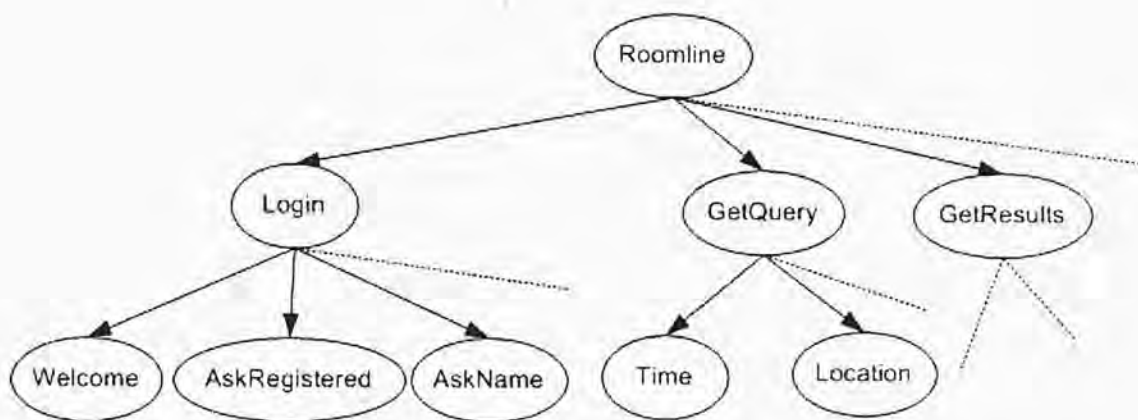 Roomline
Login
GetQuery
GetResults
Welcome
AskRegistered
AskName
Time
Location